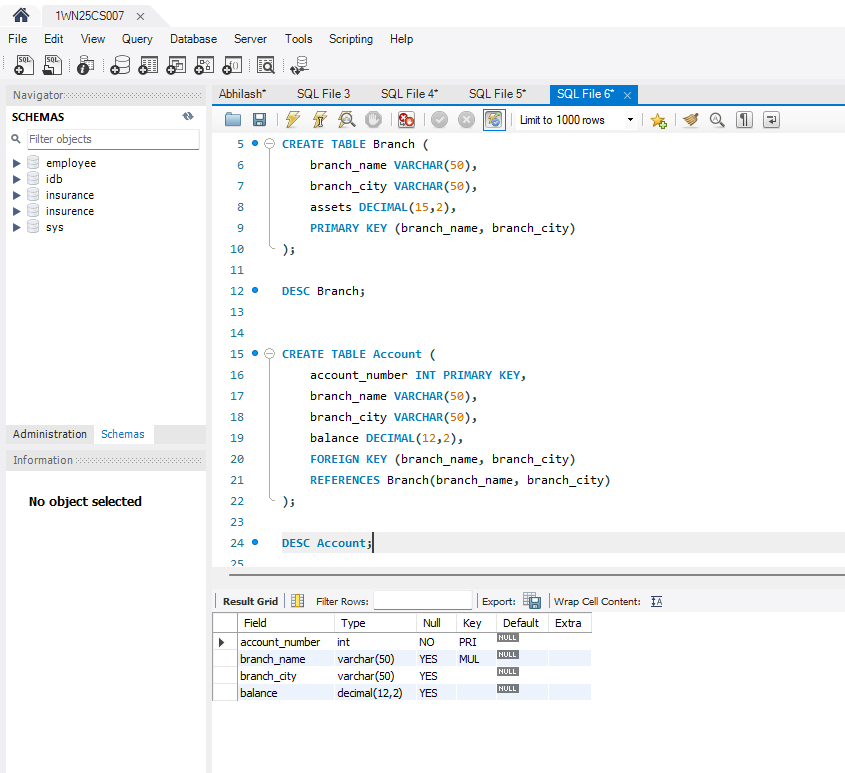 1WN25CS007
File Edit View Query Database Server Tools Scripting Help
Navigator
SCHEMAS
Filter objects
employee
idb
insurance
insurence
sys
Administration Schemas
Information
No object selected
Abhilash* SQL File 3 SQL File 4* SQL File 5* SQL File 6*
Limit to 1000 rows
5 CREATE TABLE Branch (
6 branch_name VARCHAR(50),
7 branch_city VARCHAR(50),
8 assets DECIMAL(15,2),
9 PRIMARY KEY (branch_name, branch_city)
10 );
11
12 DESC Branch;
13
14
15 CREATE TABLE Account (
16 account_number INT PRIMARY KEY,
17 branch_name VARCHAR(50),
18 branch_city VARCHAR(50),
19 balance DECIMAL(12,2),
20 FOREIGN KEY (branch_name, branch_city)
21 REFERENCES Branch(branch_name, branch_city)
22 );
23
24 DESC Account;
25
Result Grid Filter Rows: Export: Wrap Cell Content:
Field Type Null Key Default Extra
account_number int NO PRI NULL
branch_name varchar(50) YES MUL NULL
branch_city varchar(50) YES NULL
balance decimal(12,2) YES NULL